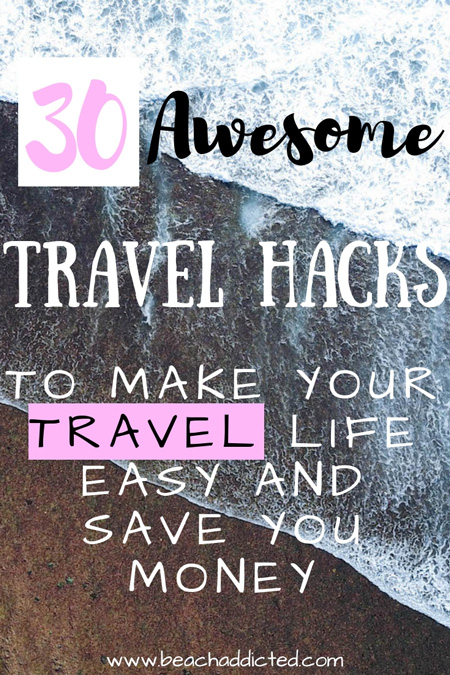 30 Awesome
TRAVEL HACKS
TO MAKE YOUR
TRAVEL LIFE
EASY AND
SAVE YOU
MONEY
www.beachaddicted.com